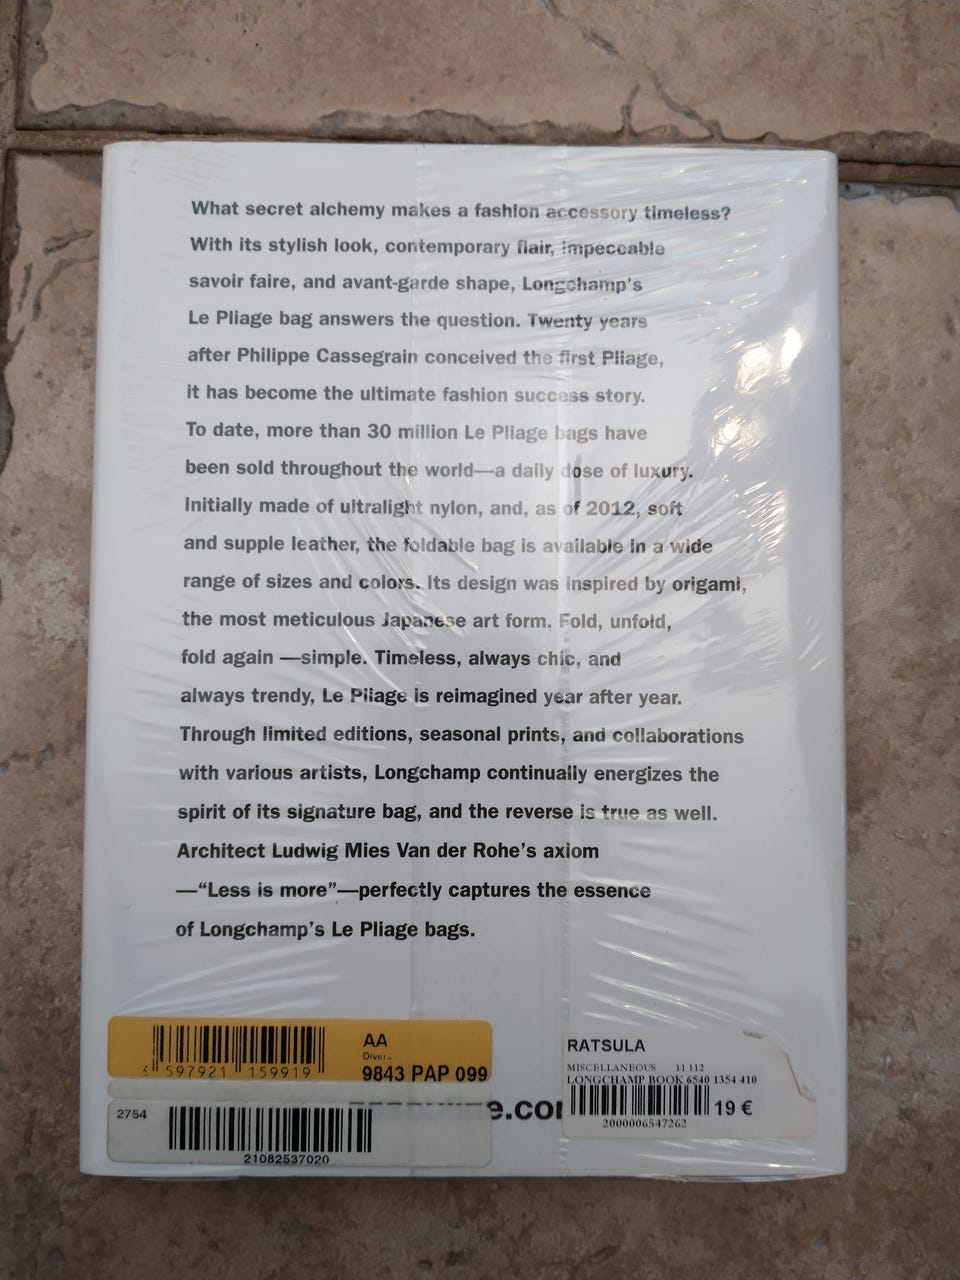 What secret alchemy makes a fashion accessory timeless?
With its stylish look, contemporary flair, impeccable
savoir faire, and avant-garde shape, Longchamp's
Le Pliage bag answers the question. Twenty years
after Philippe Cassegrain conceived the first Pliage,
it has become the ultimate fashion success story.
To date, more than 30 million Le Pliage bags have
been sold throughout the world—a daily dose of luxury.
Initially made of ultralight nylon, and, as of 2012, soft
and supple leather, the foldable bag is available in a wide
range of sizes and colors. Its design was inspired by origami,
the most meticulous Japanese art form. Fold, unfold,
fold again —simple. Timeless, always chic, and
always trendy, Le Pliage is reimagined year after year.
Through limited editions, seasonal prints, and collaborations
with various artists, Longchamp continually energizes the
spirit of its signature bag, and the reverse is true as well.
Architect Ludwig Mies Van der Rohe's axiom
—“Less is more”—perfectly captures the essence
of Longchamp's Le Pliage bags.
AA
9843 PAP 099
3 597921 159919
2754
21082537020
RATSULA
MISCELLANEOUS 11 112
LONGCHAMP BOOK 6540 1354 410
19 €
2000006547262